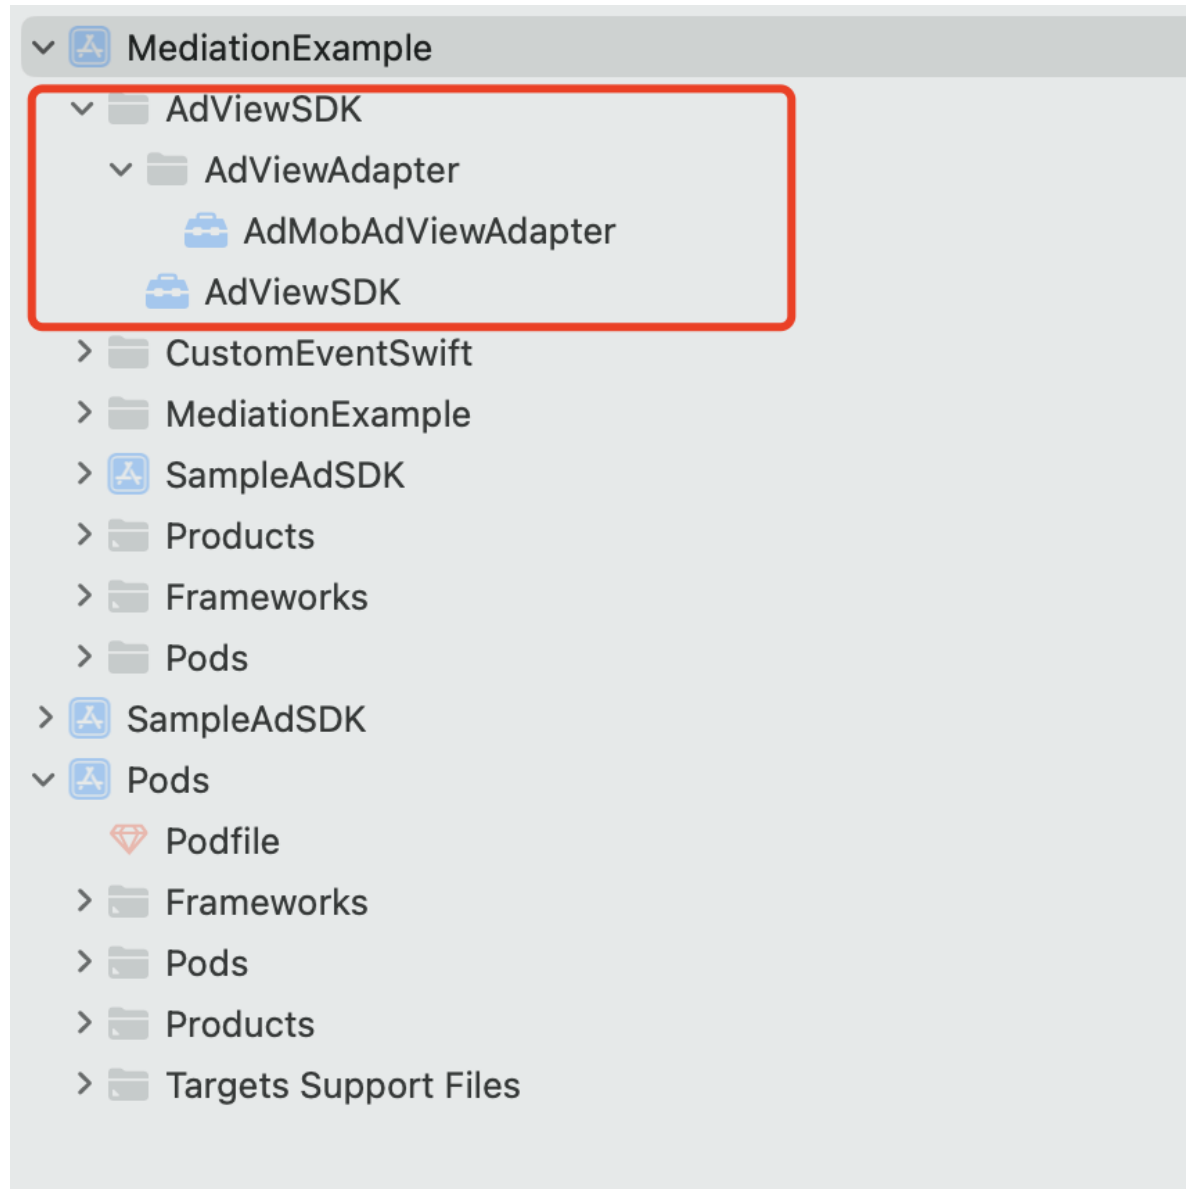 MediationExample
AdViewSDK
AdViewAdapter
AdMobAdViewAdapter
AdViewSDK
CustomEventSwift
MediationExample
SampleAdSDK
Products
Frameworks
Pods
SampleAdSDK
Pods
Podfile
Frameworks
Pods
Products
Targets Support Files